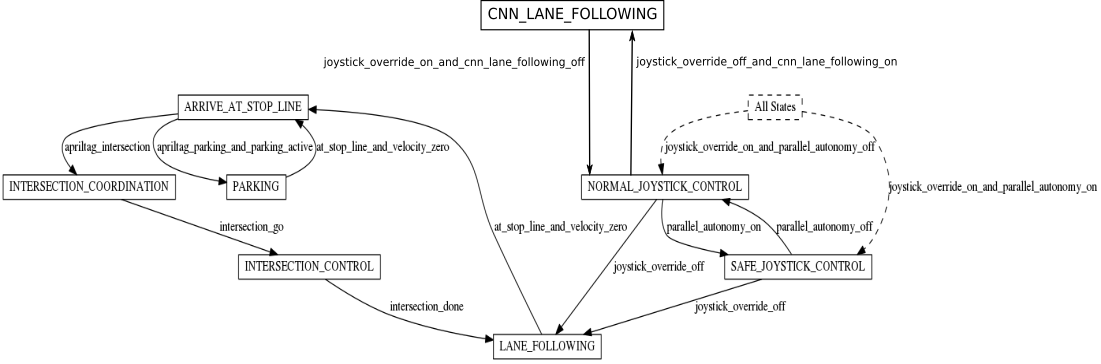 CNN_LANE_FOLLOWING
joystick_override_on_and_cnn_lane_following_off
joystick_override_off_and_cnn_lane_following_on
ARRIVE_AT_STOP_LINE
All States
apriltag_intersection
apriltag_parking_and_parking_active
at_stop_line_and_velocity_zero
joystick_override_on_and_parallel_autonomy_off
INTERSECTION_COORDINATION
PARKING
NORMAL_JOYSTICK_CONTROL
joystick_override_on_and_parallel_autonomy_on
intersection_go
at_stop_line_and_velocity_zero
parallel_autonomy_on
parallel_autonomy_off
INTERSECTION_CONTROL
joystick_override_off
SAFE_JOYSTICK_CONTROL
intersection_done
joystick_override_off
LANE_FOLLOWING